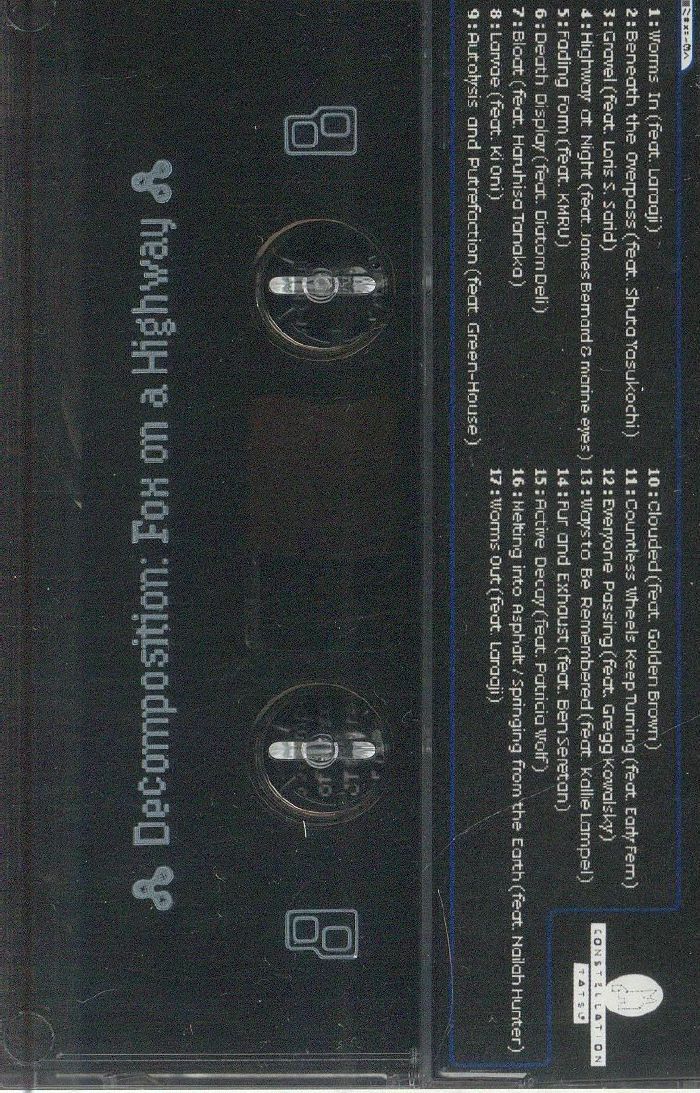 1: Worms In (feat. Laraaji)
2: Beneath the Overpass (feat. Shuta Yasukochi)
3: Gravel (feat. Loris S. Sarid)
4: Highway at Night (feat. James Bernard & marine eyes)
5: Fading Form (feat. KMRU)
6: Death Display (feat. Diatom Deli)
7: Bloat (feat. Haruhisa Tanaka)
8: Larvae (feat. Ki Oni)
9: Autolysis and Putrefaction (feat. Green-House)
10: Clouded (feat. Golden Brown)
11: Countless Wheels Keep Turning (feat. Early Fern)
12: Everyone Passing (feat. Gregg Kowalsky)
13: Ways to Be Remembered (feat. Kallie Lampel)
14: Fur and Exhaust (feat. Ben Seretan)
15: Active Decay (feat. Patricia Wolf)
16: Melting into Asphalt / Springing from the Earth (feat. Nailah Hunter)
17: Worms Out (feat. Laraaji)
CONSTELLATION
TATSU
Decomposition: Fox on a Highway